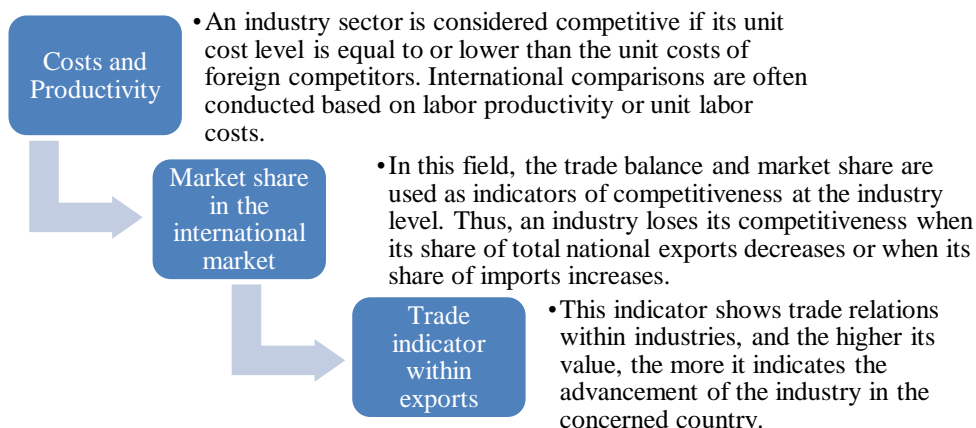 Costs and
Productivity
•An industry sector is considered competitive if its unit
cost level is equal to or lower than the unit costs of
foreign competitors. International comparisons are often
conducted based on labor productivity or unit labor
costs.
Market share
in the
international
market
•In this field, the trade balance and market share are
used as indicators of competitiveness at the industry
level. Thus, an industry loses its competitiveness when
its share of total national exports decreases or when its
share of imports increases.
Trade
indicator
within
exports
•This indicator shows trade relations
within industries, and the higher its
value, the more it indicates the
advancement of the industry in the
concerned country.